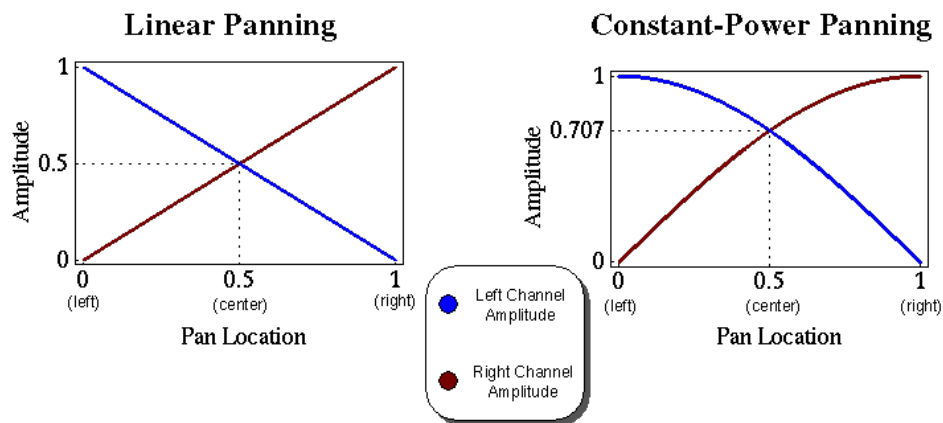 Linear Panning
1
0.5
0
Amplitude
0
0.5
1
(left)
(center)
(right)
Pan Location
Constant-Power Panning
1
0.707
0
Amplitude
0
0.5
1
(left)
(center)
(right)
Pan Location
Left Channel
Amplitude
Right Channel
Amplitude